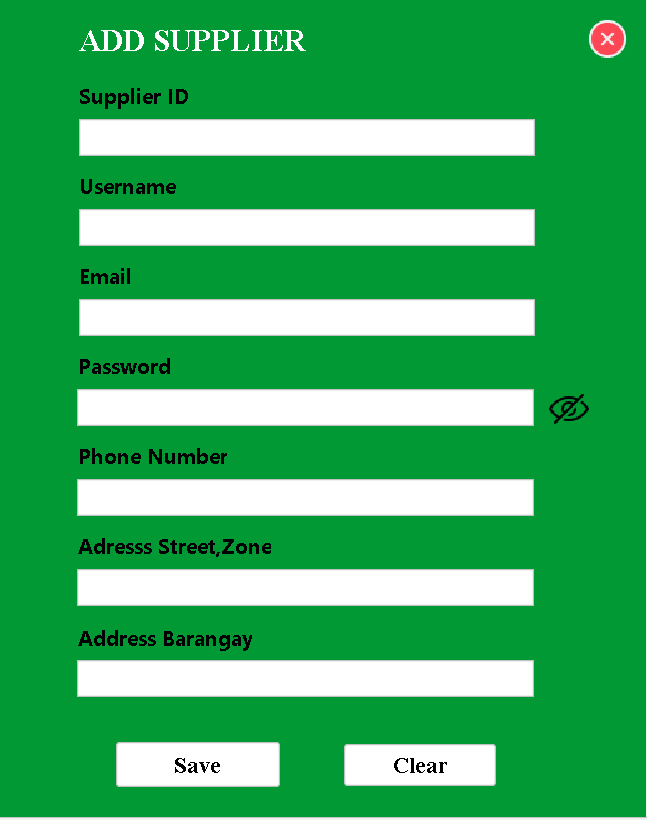 ADD SUPPLIER
Supplier ID
Username
Email
Password
Phone Number
Adresss Street,Zone
Address Barangay
Save
Clear